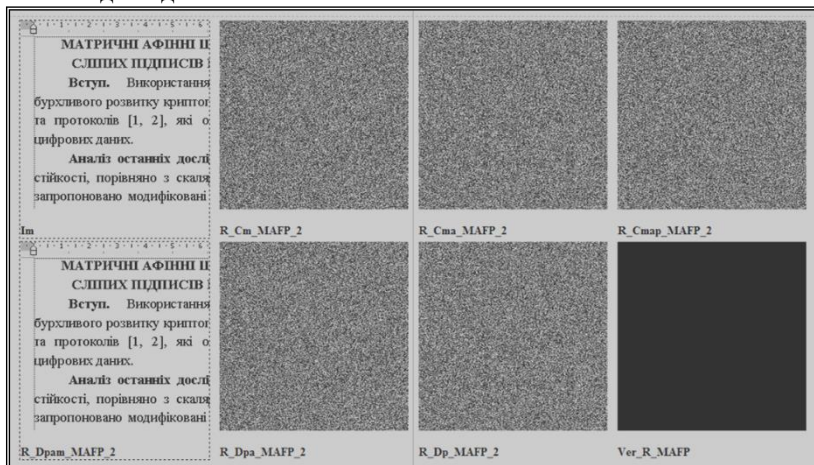 МАТРИЧНІ АФІННІ Ш
СЛІПИХ ПІДПИСІВ
Вступ. Використання
бурхливого розвитку криптог
та протоколів [1, 2], які о
цифрових даних.
Аналіз останніх дослі
стійкості, порівняно з скаля
запропоновано модифіковані
Im
R_Cm_MAFP_2
R_Cma_MAFP_2
R_Cmap_MAFP_2
МАТРИЧНІ АФІННІ Ш
СЛІПИХ ПІДПИСІВ
Вступ. Використання
бурхливого розвитку криптог
та протоколів [1, 2], які о
цифрових даних.
Аналіз останніх дослі
стійкості, порівняно з скаля
запропоновано модифіковані
R_Dpam_MAFP_2
R_Dpa_MAFP_2
R_Dp_MAFP_2
Ver_R_MAFP